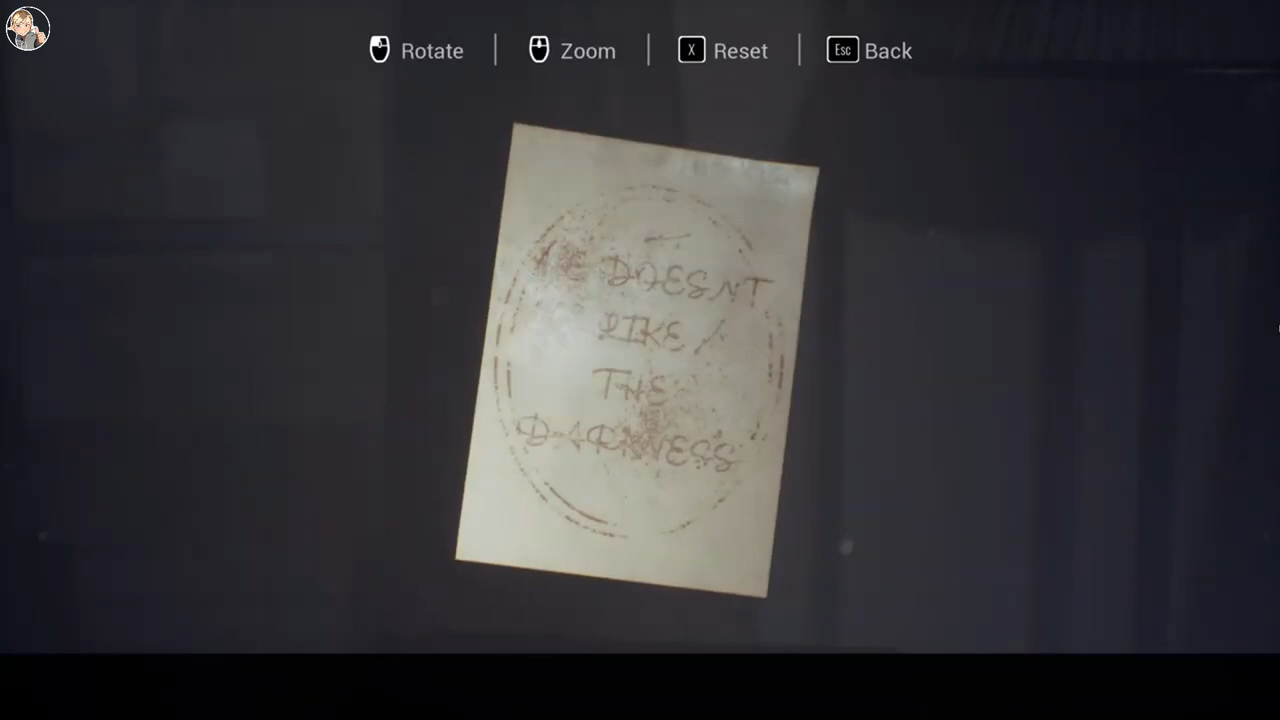 Rotate
Zoom
X Reset
Esc Back
DOESNT
LIKE
THE
DARKNESS